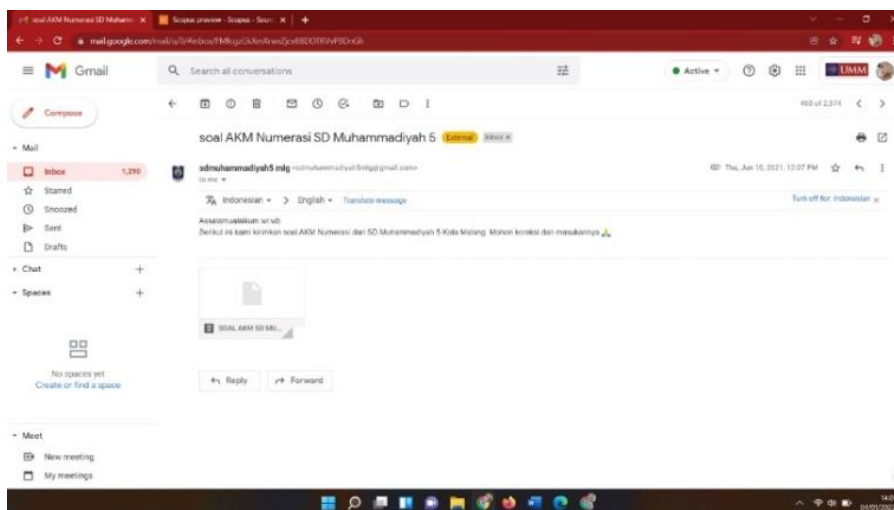 soal AKM Numerasi SD Muham
Scopus preview - Scopus - Sour
mail.google.com
Gmail
Search all conversations
Active
UMM
Compose
460 of 2,374
Mail
soal AKM Numerasi SD Muhammadiyah 5 External Inbox x
Inbox 1,290
sdmuhammadiyah5 mlg <sdmuhammadiyah5mlg@gmail.com>
Thu, Jun 10, 2021, 12:07 PM
to me
Starred
Indonesian > English Translate message
Turn off for: Indonesian x
Snoozed
Sent
Assalamualaikum wr wb
Berikut ini kami kirimkan soal AKM Numerasi dari SD Muhammadiyah 5 Kota Malang. Mohon koreksi dan masukannya
Drafts
Chat
Spaces
SOAL AKM SD MU...
No spaces yet
Create or find a space
Reply
Forward
Meet
New meeting
My meetings